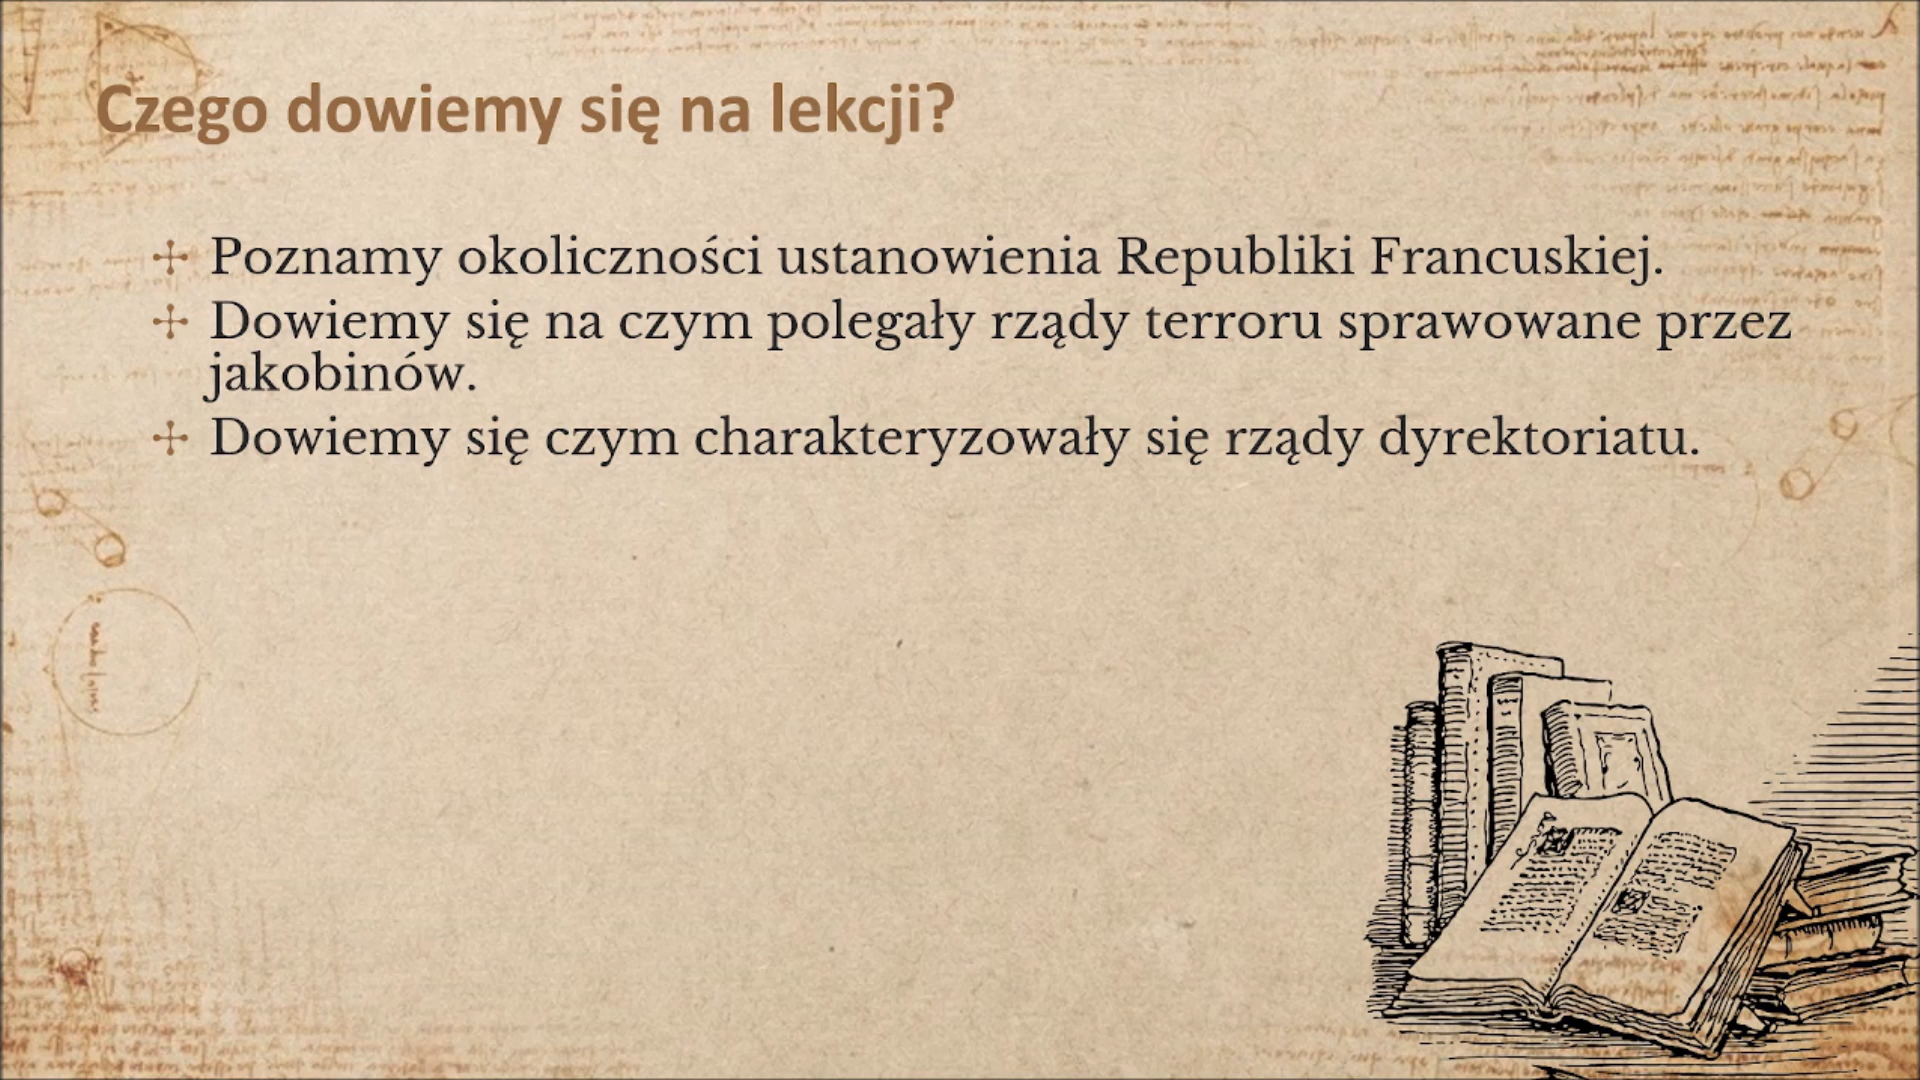 Czego dowiemy się na lekcji?
Poznamy okoliczności ustanowienia Republiki Francuskiej.
Dowiemy się na czym polegały rządy terroru sprawowane przez
jakobinów.
Dowiemy się czym charakteryzowały się rządy dyrektoriatu.